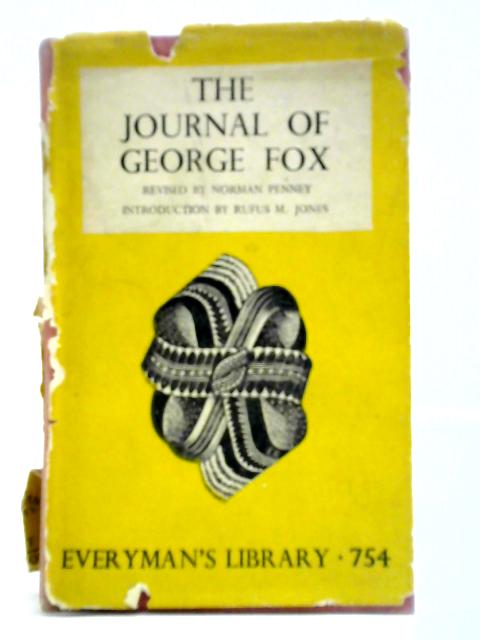 THE
JOURNAL OF
GEORGE FOX
REVISED BY NORMAN PENNEY
INTRODUCTION BY RUFUS M. JONES
EVERYMAN'S LIBRARY · 754